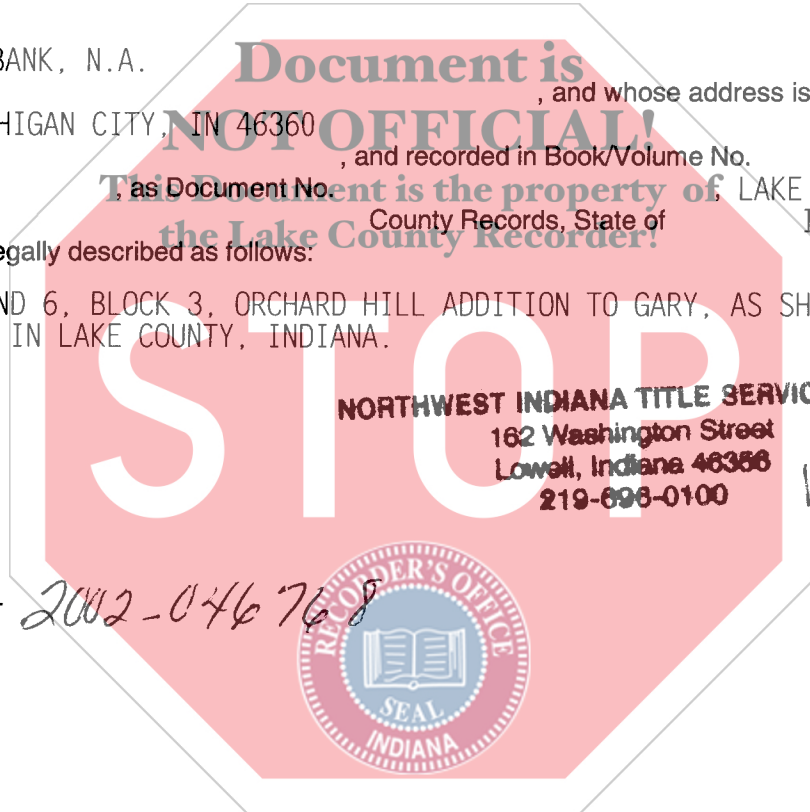 BANK, N.A.
Document is
, and whose address is
HIGAN CITY, IN 46360
NOT OFFICIAL!
, and recorded in Book/Volume No.
, as Document No.
This Document is the property of
, LAKE
County Records, State of
the Lake County Recorder!
egally described as follows:
ND 6, BLOCK 3, ORCHARD HILL ADDITION TO GARY, AS SH
IN LAKE COUNTY, INDIANA.
STOP
NORTHWEST INDIANA TITLE SERVIC
162 Washington Street
Lowell, Indiana 46356
219-696-0100
2002-046768
RECORDER'S OFFICE
SEAL
INDIANA